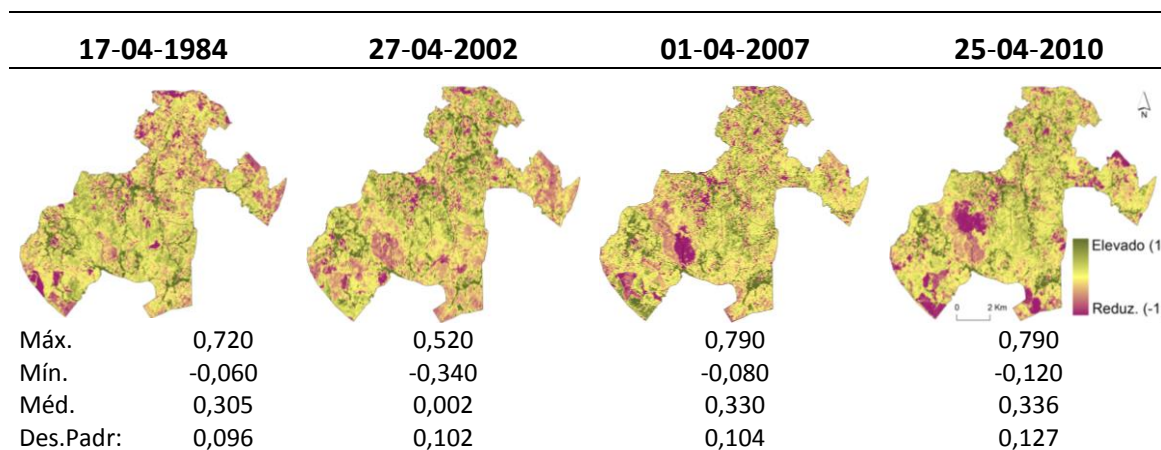 17-04-1984 27-04-2002 01-04-2007 25-04-2010
N
Elevado (1
0 2 Km Reduz. (-1
Máx. 0,720 0,520 0,790 0,790
Mín. -0,060 -0,340 -0,080 -0,120
Méd. 0,305 0,002 0,330 0,336
Des.Padr: 0,096 0,102 0,104 0,127